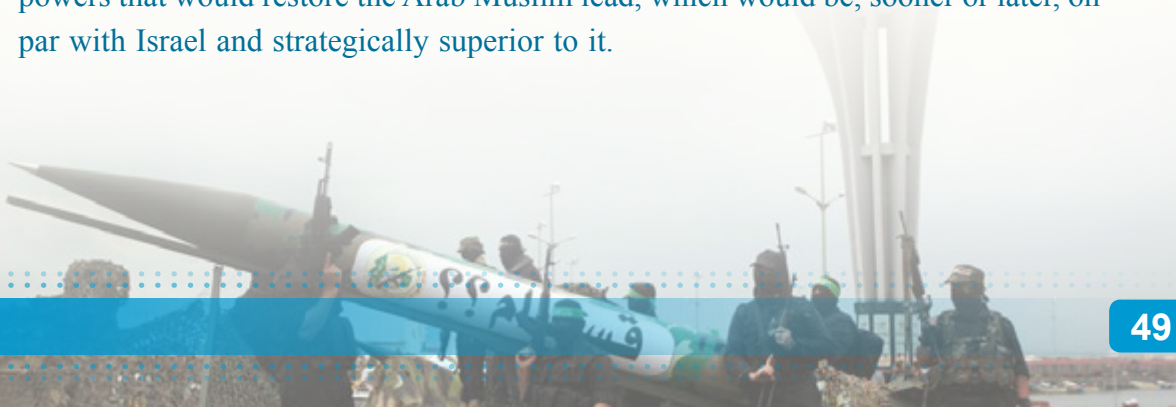 powers that would restore the Arab Muslim lead, which would be, sooner or later, on
par with Israel and strategically superior to it.
قسام ؟؟
49